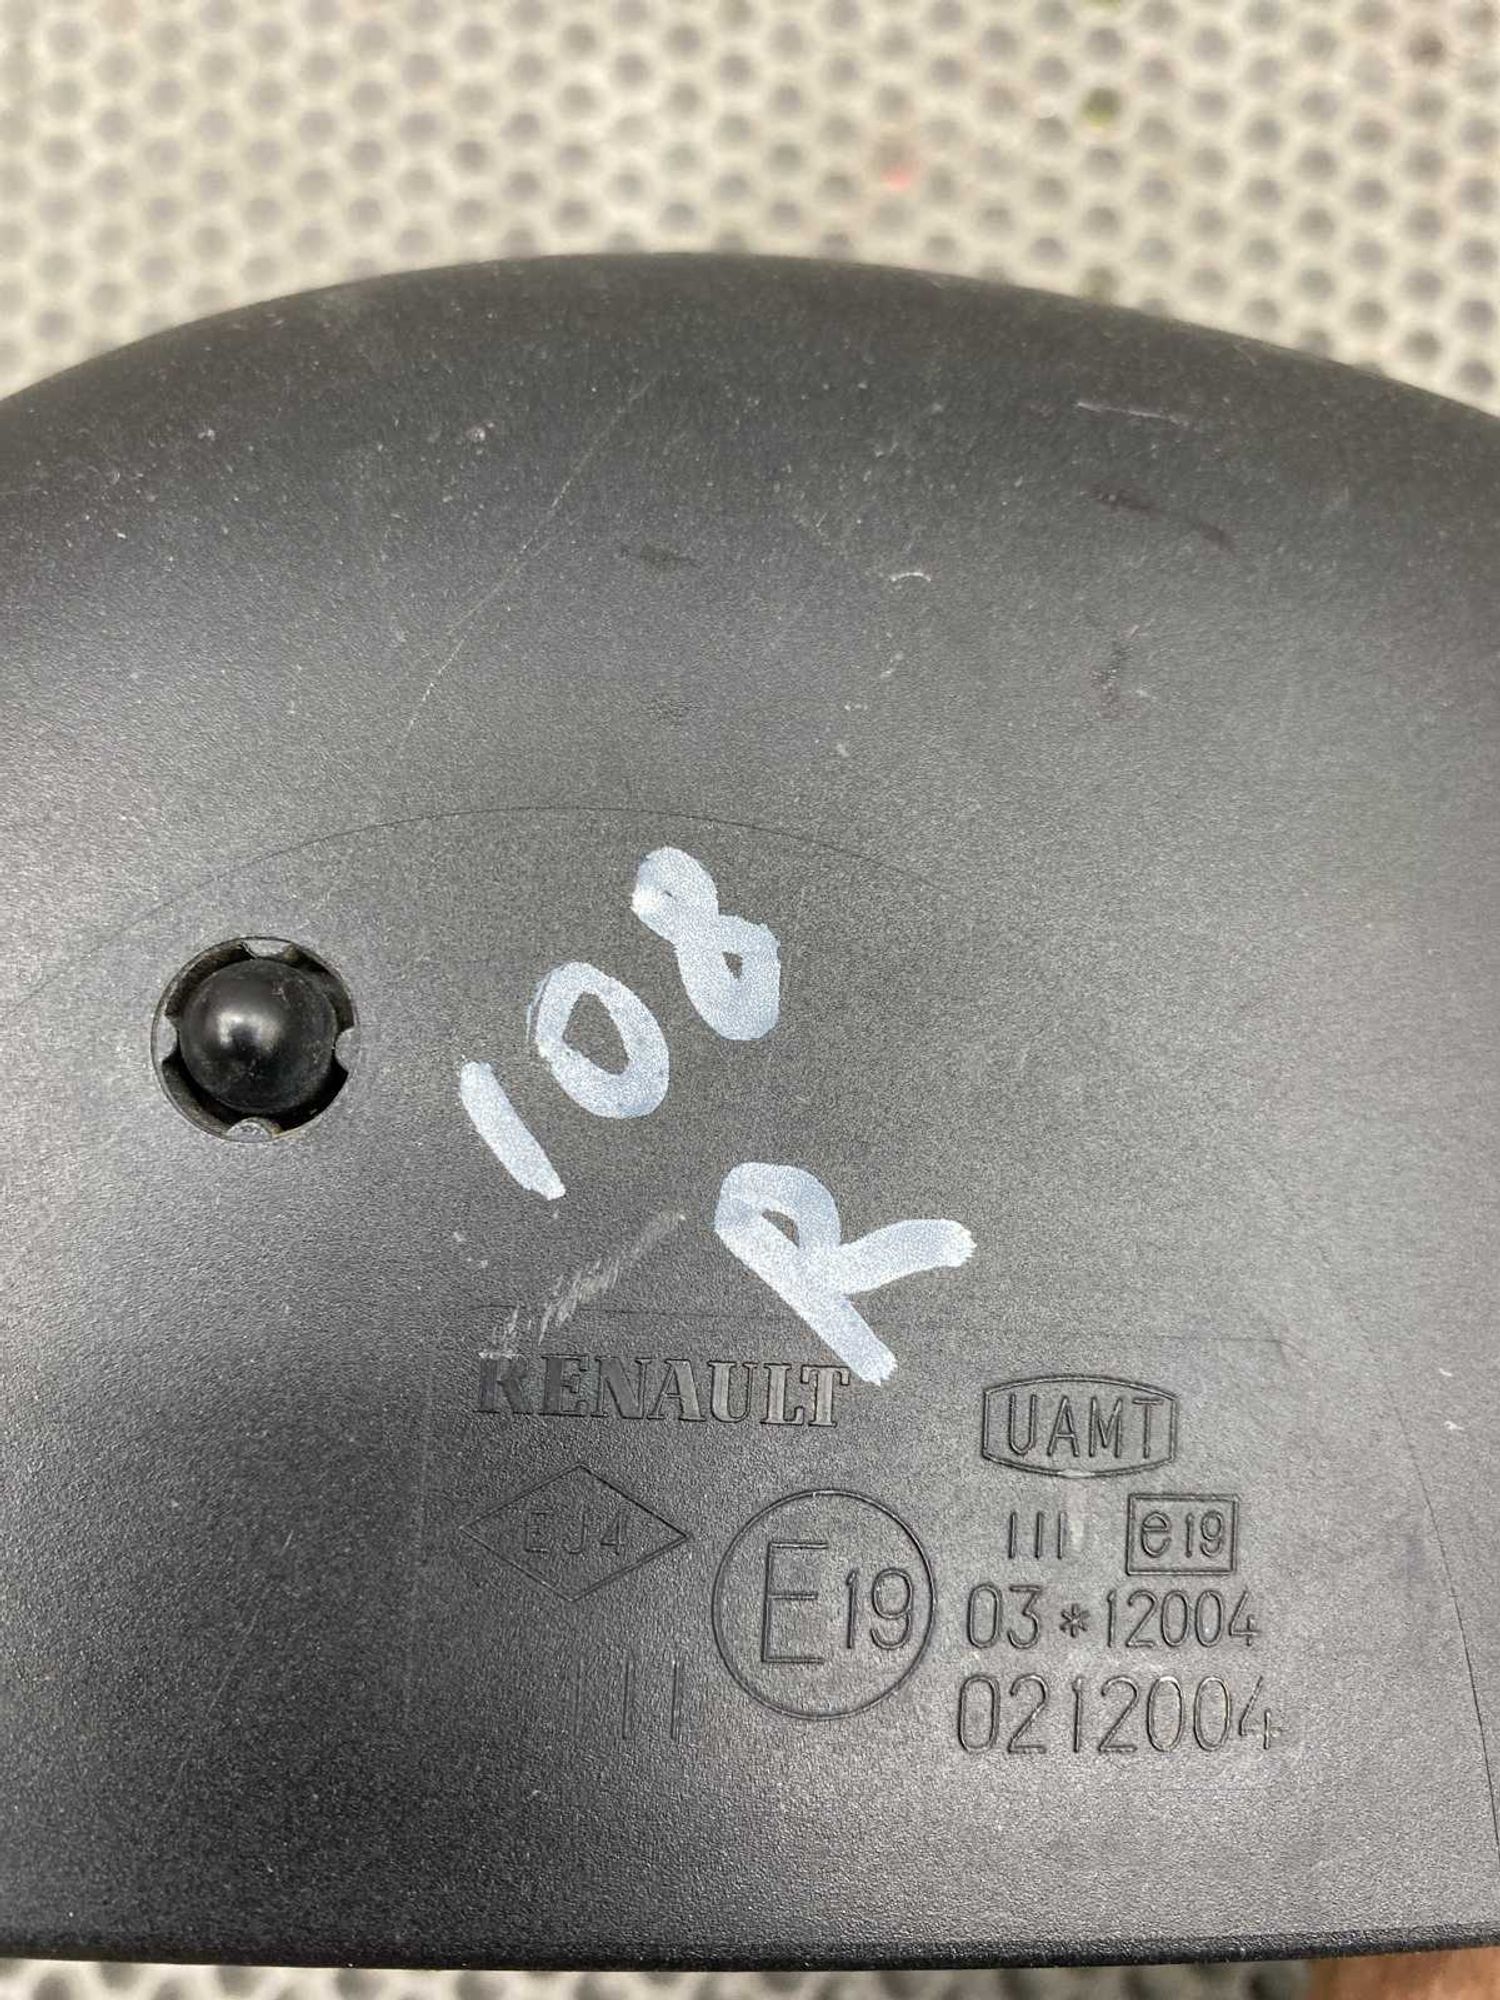 108
R
RENAULT
UAMT
EJ4
III e19
E19
03*12004
III
0212004